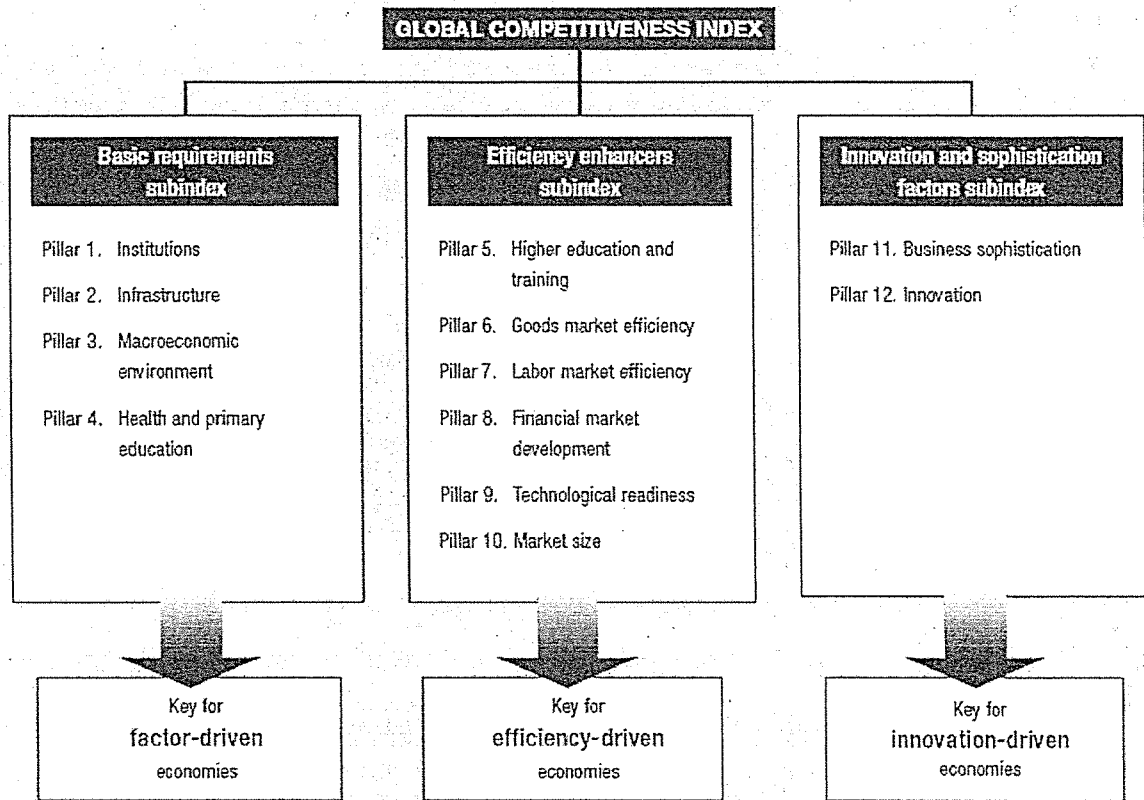 GLOBAL COMPETITIVENESS INDEX
Basic requirements
subindex
Pillar 1. Institutions
Pillar 2. Infrastructure
Pillar 3. Macroeconomic
environment
Pillar 4. Health and primary
education
Key for
factor-driven
economies
Efficiency enhancers
subindex
Pillar 5. Higher education and
training
Pillar 6. Goods market efficiency
Pillar 7. Labor market efficiency
Pillar 8. Financial market
development
Pillar 9. Technological readiness
Pillar 10. Market size
Key for
efficiency-driven
economies
Innovation and sophistication
factors subindex
Pillar 11. Business sophistication
Pillar 12. Innovation
Key for
innovation-driven
economies